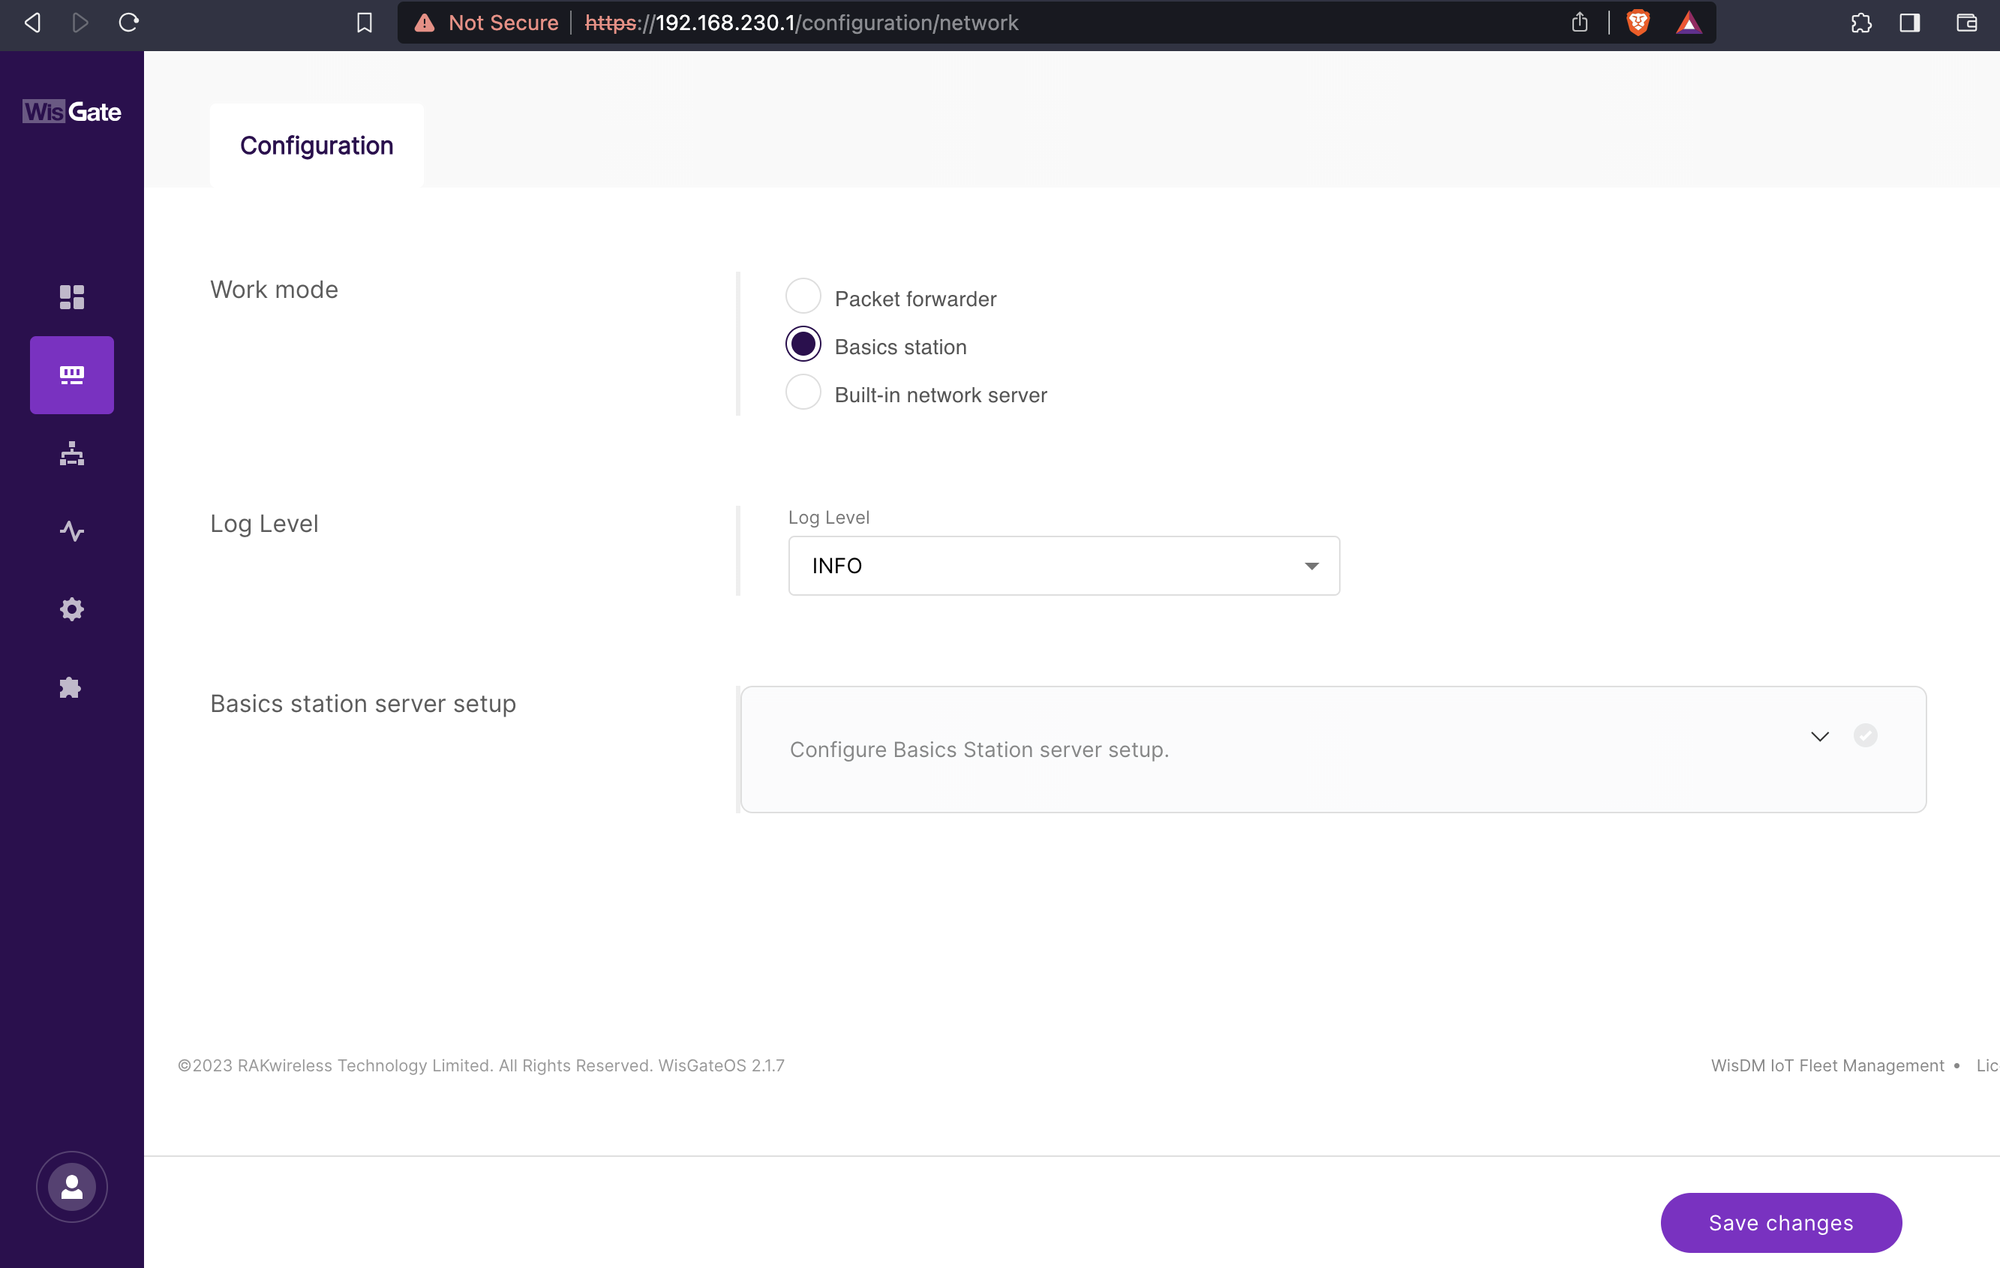 Not Secure https://192.168.230.1/configuration/network
WisGate
Configuration
Work mode
Packet forwarder
Basics station
Built-in network server
Log Level
Log Level
INFO
Basics station server setup
Configure Basics Station server setup.
©2023 RAKwireless Technology Limited. All Rights Reserved. WisGateOS 2.1.7
WisDM IoT Fleet Management • Lic
Save changes